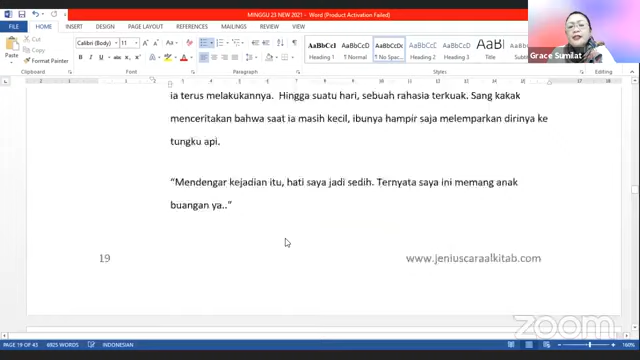 MINGGU 23 NEW 2021 - Word (Product Activation Failed)
FILE HOME INSERT DESIGN PAGE LAYOUT REFERENCES MAILINGS REVIEW VIEW
Cut
Copy
Format Painter
Paste
Clipboard
Calibri (Body) 11
Font
Paragraph
AaBbCcI AaBbCcDc AaBbCcDc AaBbCcD AaBbCcD AaBl AaBbCcD
Heading 1 ¶ Normal ¶ No Spac... Heading 2 Heading 3 Title Subtitle
Styles
Grace Sumilat
ia terus melakukannya. Hingga suatu hari, sebuah rahasia terkuak. Sang kakak
menceritakan bahwa saat ia masih kecil, ibunya hampir saja melemparkan dirinya ke
tungku api.
“Mendengar kejadian itu, hati saya jadi sedih. Ternyata saya ini memang anak
buangan ya..”
19 www.jeniuscaraalkitab.com
zoom
PAGE 19 OF 43 6925 WORDS INDONESIAN 160%